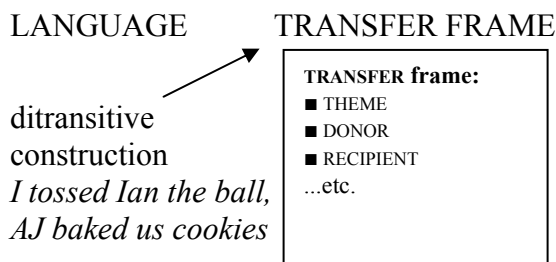 LANGUAGE TRANSFER FRAME
TRANSFER frame:
■ THEME
■ DONOR
■ RECIPIENT
...etc.
ditransitive
construction
I tossed Ian the ball,
AJ baked us cookies